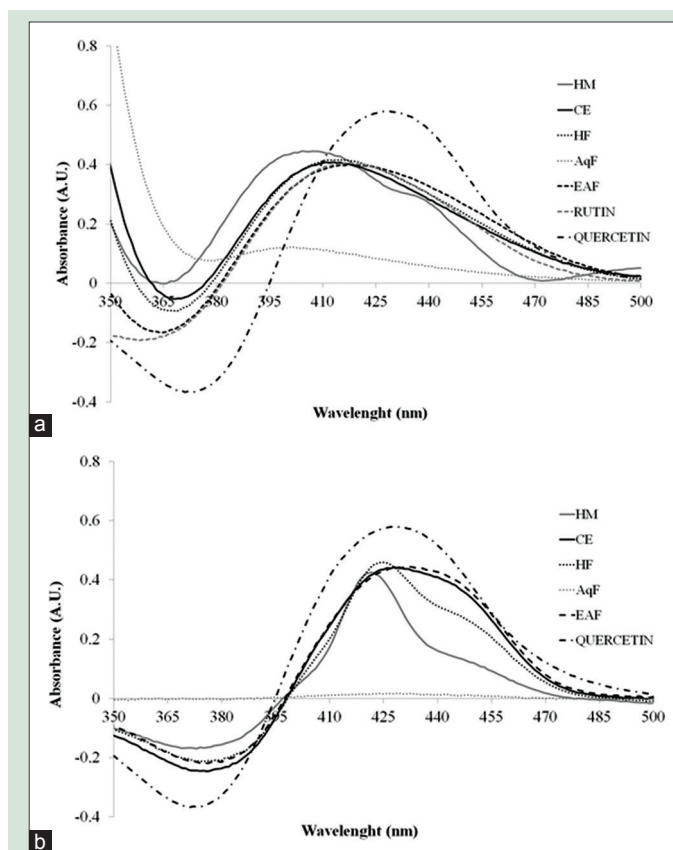 0.8
0.6
0.4
0.2
0
-0.2
-0.4
Absorbance (A.U.)
350 365 380 395 410 425 440 455 470 485 500
Wavelenght (nm)
HM
CE
HF
AqF
EAF
RUTIN
QUERCETIN
a
0.8
0.6
0.4
0.2
0
-0.2
-0.4
Absorbance (A.U.)
350 365 380 395 410 425 440 455 470 485 500
Wavelenght (nm)
HM
CE
HF
AqF
EAF
QUERCETIN
b